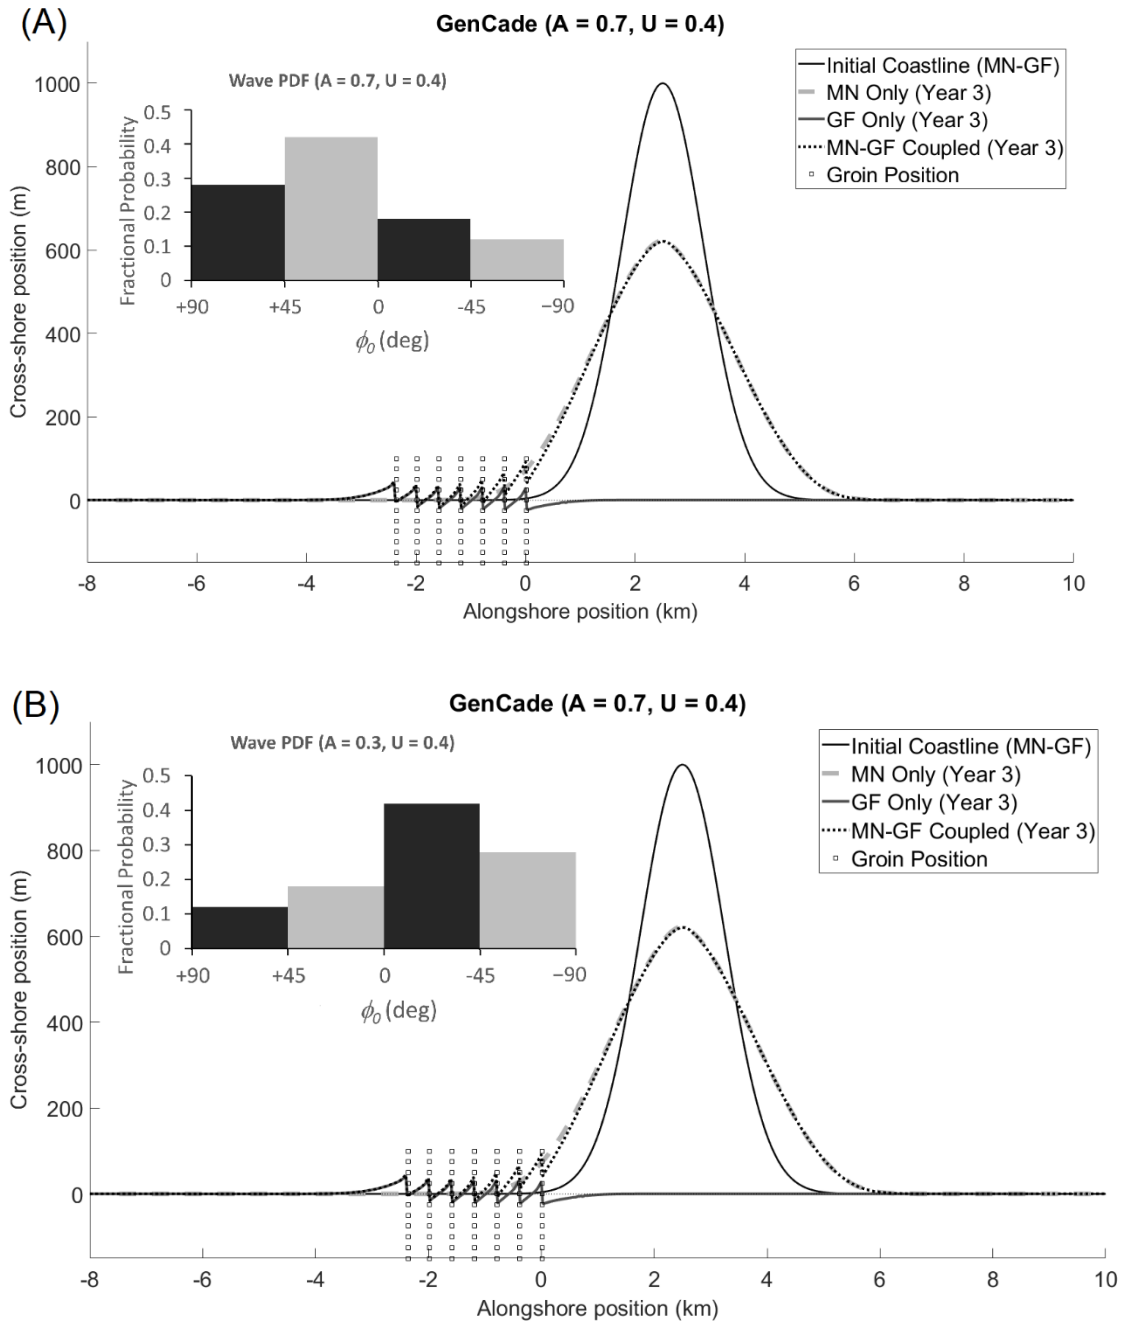 (A)
GenCade (A = 0.7, U = 0.4)
Initial Coastline (MN-GF)
MN Only (Year 3)
GF Only (Year 3)
MN-GF Coupled (Year 3)
Groin Position
Wave PDF (A = 0.7, U = 0.4)
Fractional Probability
0.5
0.4
0.3
0.2
0.1
0
+90
+45
0
-45
−90
ϕ0 (deg)
Cross-shore position (m)
1000
800
600
400
200
0
-8
-6
-4
-2
0
2
4
6
8
10
Alongshore position (km)
(B)
GenCade (A = 0.7, U = 0.4)
Initial Coastline (MN-GF)
MN Only (Year 3)
GF Only (Year 3)
MN-GF Coupled (Year 3)
Groin Position
Wave PDF (A = 0.3, U = 0.4)
Fractional Probability
0.5
0.4
0.3
0.2
0.1
0
+90
+45
0
-45
−90
ϕ0 (deg)
Cross-shore position (m)
1000
800
600
400
200
0
-8
-6
-4
-2
0
2
4
6
8
10
Alongshore position (km)